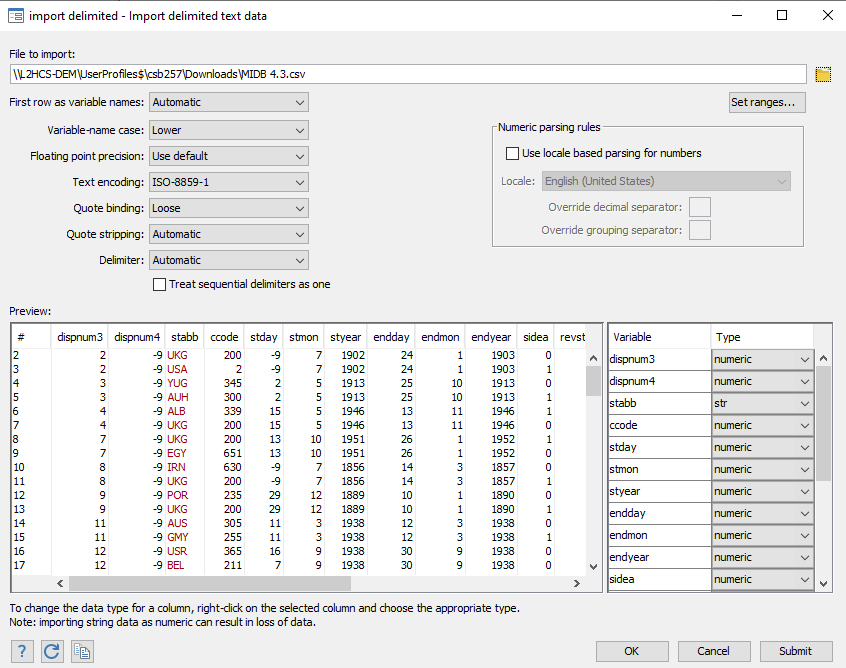 import delimited - Import delimited text data
File to import:
\\L2HCS-DEM\UserProfiles$\csb257\Downloads\MIDB 4.3.csv
First row as variable names: Automatic
Set ranges...
Variable-name case: Lower
Numeric parsing rules
Floating point precision: Use default
Use locale based parsing for numbers
Text encoding: ISO-8859-1
Locale: English (United States)
Quote binding: Loose
Override decimal separator:
Quote stripping: Automatic
Override grouping separator:
Delimiter: Automatic
Treat sequential delimiters as one
Preview:
# dispnum3 dispnum4 stabb ccode stday stmon styear endday endmon endyear sidea revst
2 2 -9 UKG 200 -9 7 1902 24 1 1903 0
3 2 -9 USA 2 -9 7 1902 24 1 1903 1
4 3 -9 YUG 345 2 5 1913 25 10 1913 0
5 3 -9 AUH 300 2 5 1913 25 10 1913 1
6 4 -9 ALB 339 15 5 1946 13 11 1946 1
7 4 -9 UKG 200 15 5 1946 13 11 1946 0
8 7 -9 UKG 200 13 10 1951 26 1 1952 1
9 7 -9 EGY 651 13 10 1951 26 1 1952 0
10 8 -9 IRN 630 -9 7 1856 14 3 1857 0
11 8 -9 UKG 200 -9 7 1856 14 3 1857 1
12 9 -9 POR 235 29 12 1889 10 1 1890 0
13 9 -9 UKG 200 29 12 1889 10 1 1890 1
14 11 -9 AUS 305 11 3 1938 12 3 1938 0
15 11 -9 GMY 255 11 3 1938 12 3 1938 1
16 12 -9 USR 365 16 9 1938 30 9 1938 0
17 12 -9 BEL 211 7 9 1938 30 9 1938 0
Variable Type
dispnum3 numeric
dispnum4 numeric
stabb str
ccode numeric
stday numeric
stmon numeric
styear numeric
endday numeric
endmon numeric
endyear numeric
sidea numeric
To change the data type for a column, right-click on the selected column and choose the appropriate type.
Note: importing string data as numeric can result in loss of data.
?
OK
Cancel
Submit